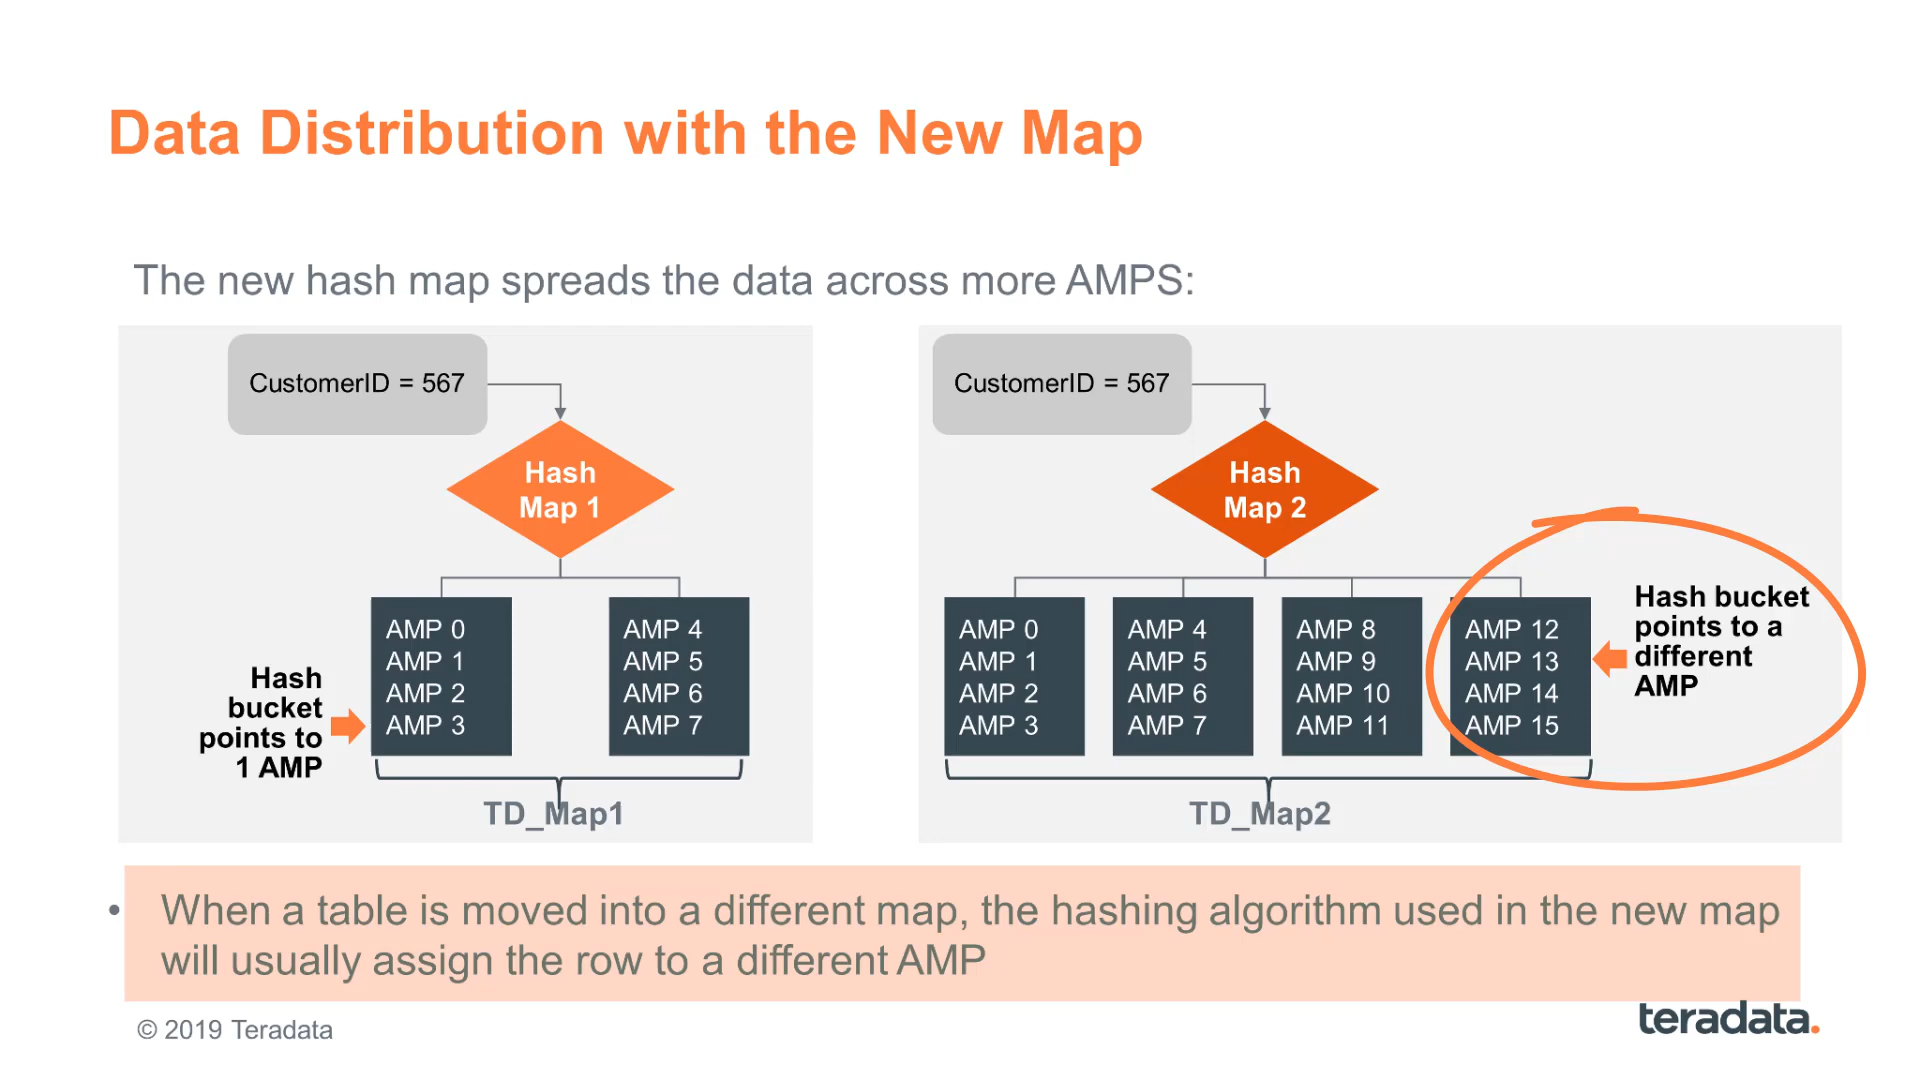 Data Distribution with the New Map
The new hash map spreads the data across more AMPS:
CustomerID = 567
Hash
Map 1
AMP 0
AMP 1
AMP 2
AMP 3
AMP 4
AMP 5
AMP 6
AMP 7
Hash
bucket
points to
1 AMP
TD_Map1
CustomerID = 567
Hash
Map 2
AMP 0
AMP 1
AMP 2
AMP 3
AMP 4
AMP 5
AMP 6
AMP 7
AMP 8
AMP 9
AMP 10
AMP 11
AMP 12
AMP 13
AMP 14
AMP 15
Hash bucket
points to a
different
AMP
TD_Map2
• When a table is moved into a different map, the hashing algorithm used in the new map
will usually assign the row to a different AMP
© 2019 Teradata
teradata.